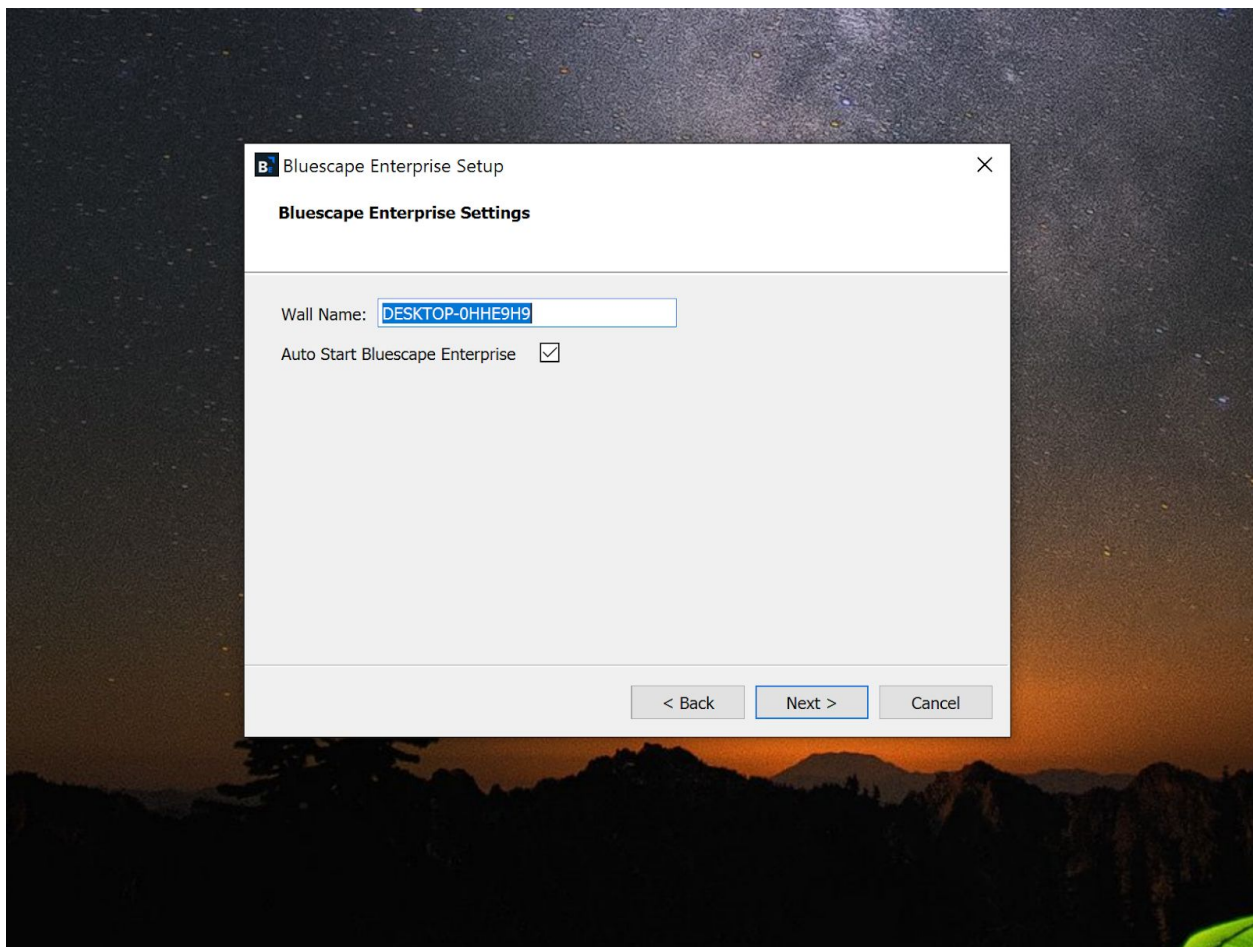 Bluescape Enterprise Setup
Bluescape Enterprise Settings
Wall Name: DESKTOP-0HHE9H9
Auto Start Bluescape Enterprise
< Back Next > Cancel